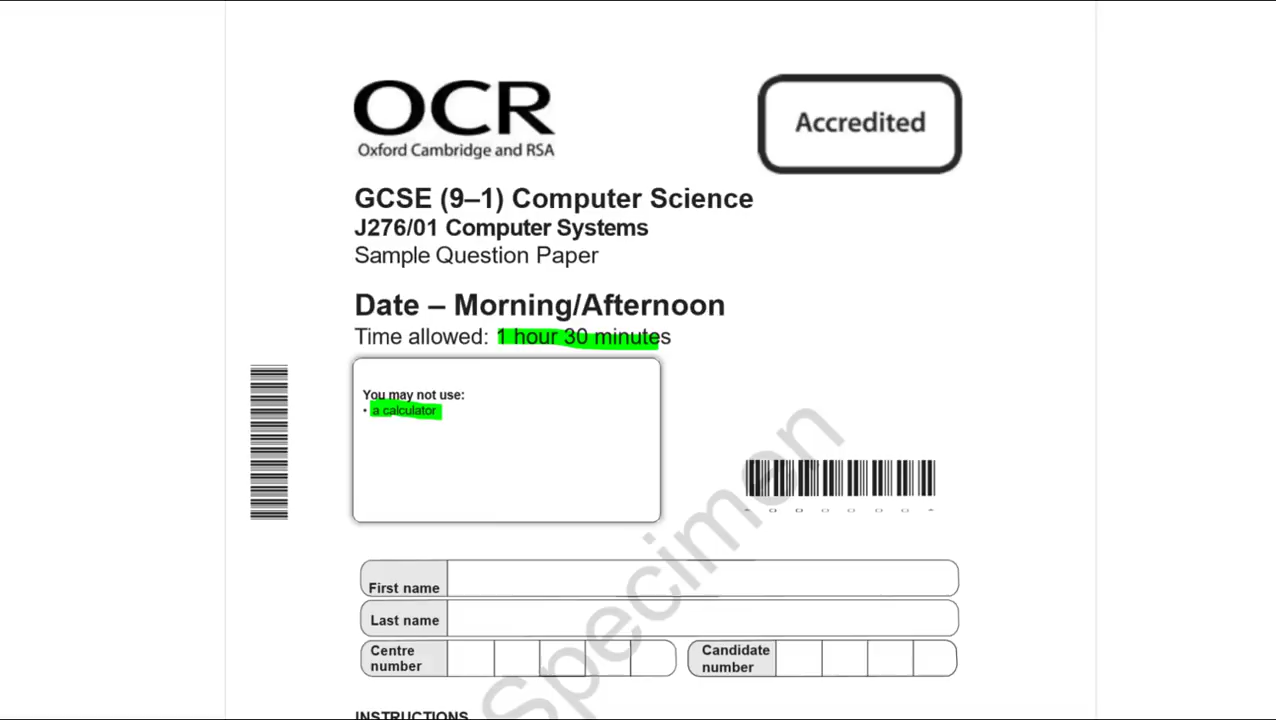 OCR
Oxford Cambridge and RSA
Accredited
GCSE (9–1) Computer Science
J276/01 Computer Systems
Sample Question Paper
Date – Morning/Afternoon
Time allowed: 1 hour 30 minutes
You may not use:
• a calculator
Specimen
First name
Last name
Centre
number
Candidate
number
INSTRUCTIONS